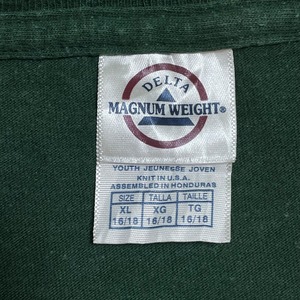 DELTA
MAGNUM WEIGHT®
YOUTH JEUNESSE JOVEN
KNIT IN U.S.A.
ASSEMBLED IN HONDURAS
SIZE TALLA TAILLE
XL XG TG
16/18 16/18 16/18